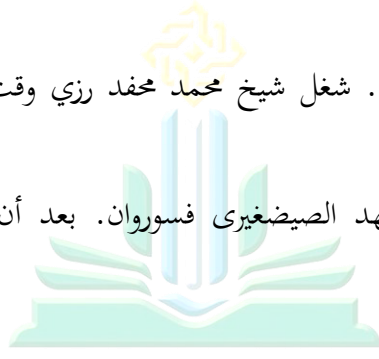 . شغل شيخ محمد محفد رزي وقت
هد الصيضغيرى فسوروان. بعد أن